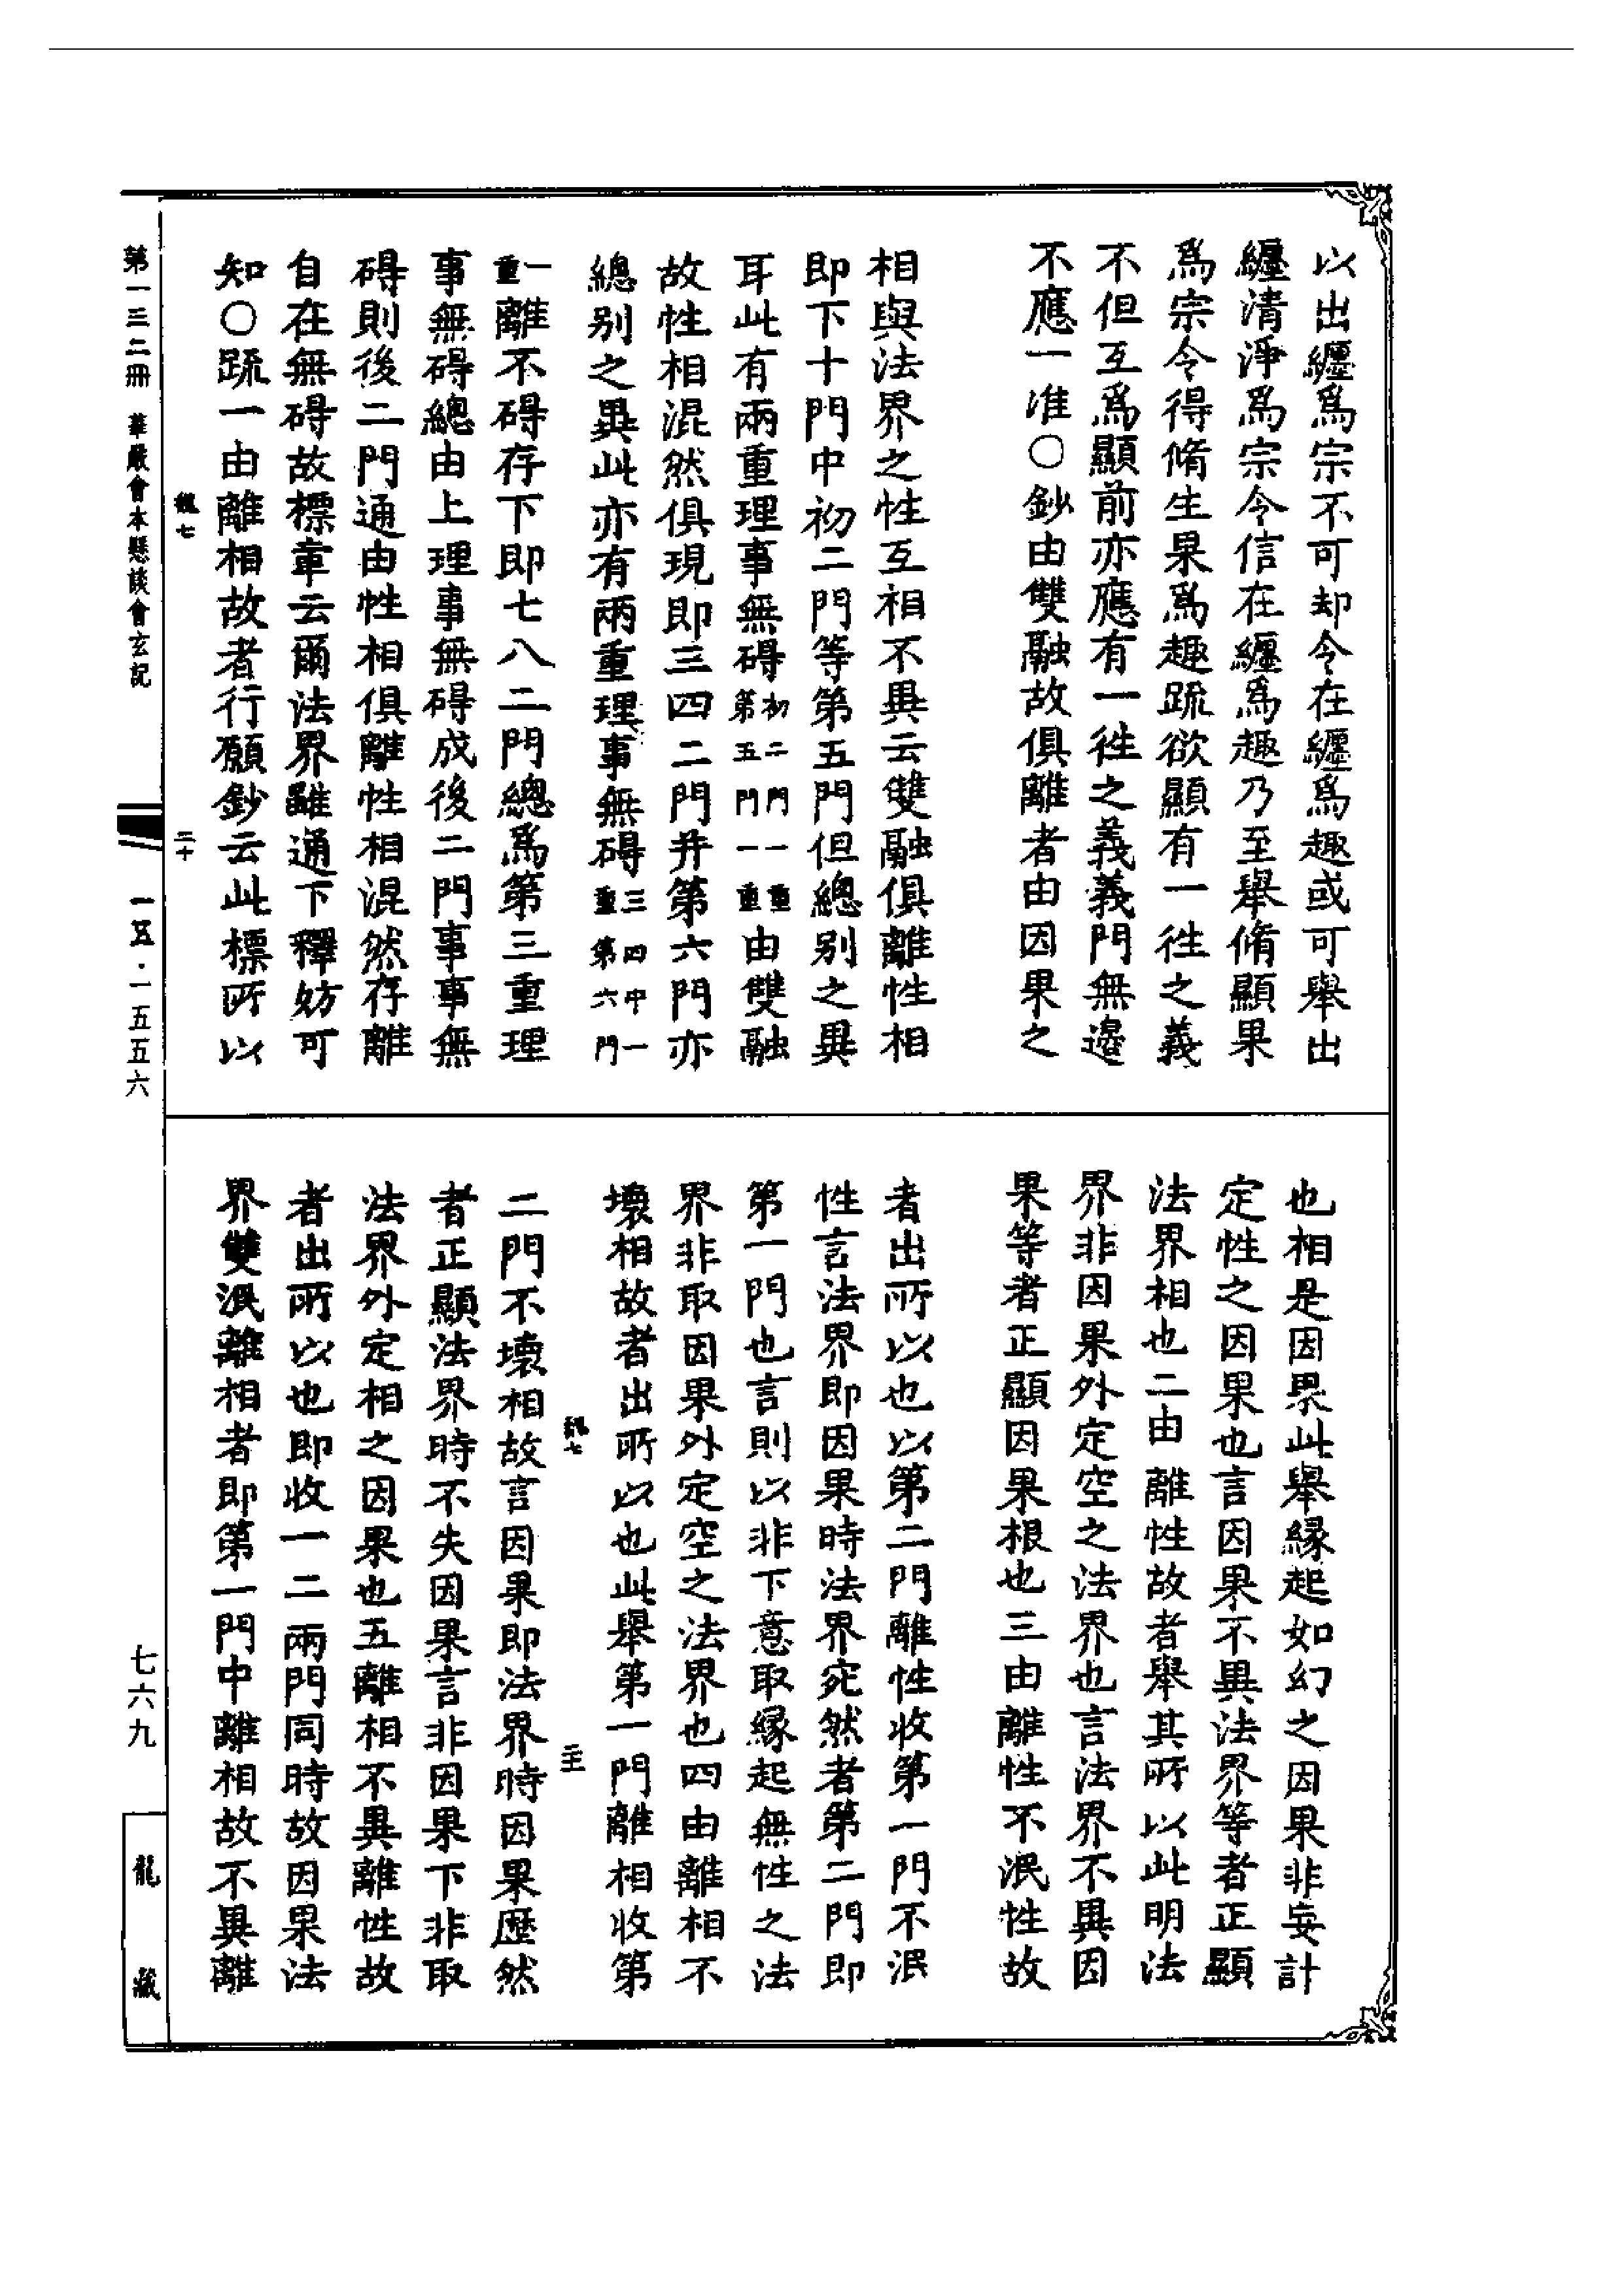 以出纏爲宗不可却令在纏爲趣或可舉出
纏清淨爲宗令信在纏爲趣乃至舉脩顯果
爲宗令得脩生果爲趣䟽欲顯有一徃之義
不但互爲顯前亦應有一徃之義義門無邉
不應一准○鈔由雙融故俱離者由因果之
相與法界之性互相不異云雙融俱離性相
即下十門中初二門等第五門但總别之異
耳此有兩重理事無碍初二門一重第五門一重由雙融
故性相混然俱現即三四二門并第六門亦
總别之異此亦有兩重理事無碍三四中一重第六門
一重離不碍存下即七八二門總爲第三重理
事無碍總由上理事無碍成後二門事事無
碍則後二門通由性相俱離性相混然存離
自在無碍故標章云爾法界雖通下釋妨可
知○䟽一由離相故者行願鈔云此標所以
也相是因果此舉緣起如幻之因果非妄計
定性之因果也言因果不異法界等者正顯
法界相也二由離性故者舉其所以此明法
界非因果外定空之法界也言法界不異因
果等者正顯因果根也三由離性不泯性故
者出所以也以第二門離性收第一門不泯
性言法界即因果時法界宛然者第二門即
第一門也言則以非下意取緣起無性之法
界非取因果外定空之法界也四由離相不
壞相故者出所以也此舉第一門離相收第
二門不壞相故言因果即法界時因果歷然
者正顯法界時不失因果言非因果下非取
法界外定相之因果也五離相不異離性故
者出所以也即收一二兩門同時故因果法
界雙泯離相者即第一門中離相故不異離
第一三二冊 華嚴會本懸談會玄記
魏七
二十
一五·一五五六
魏七
主
七六九
龍藏